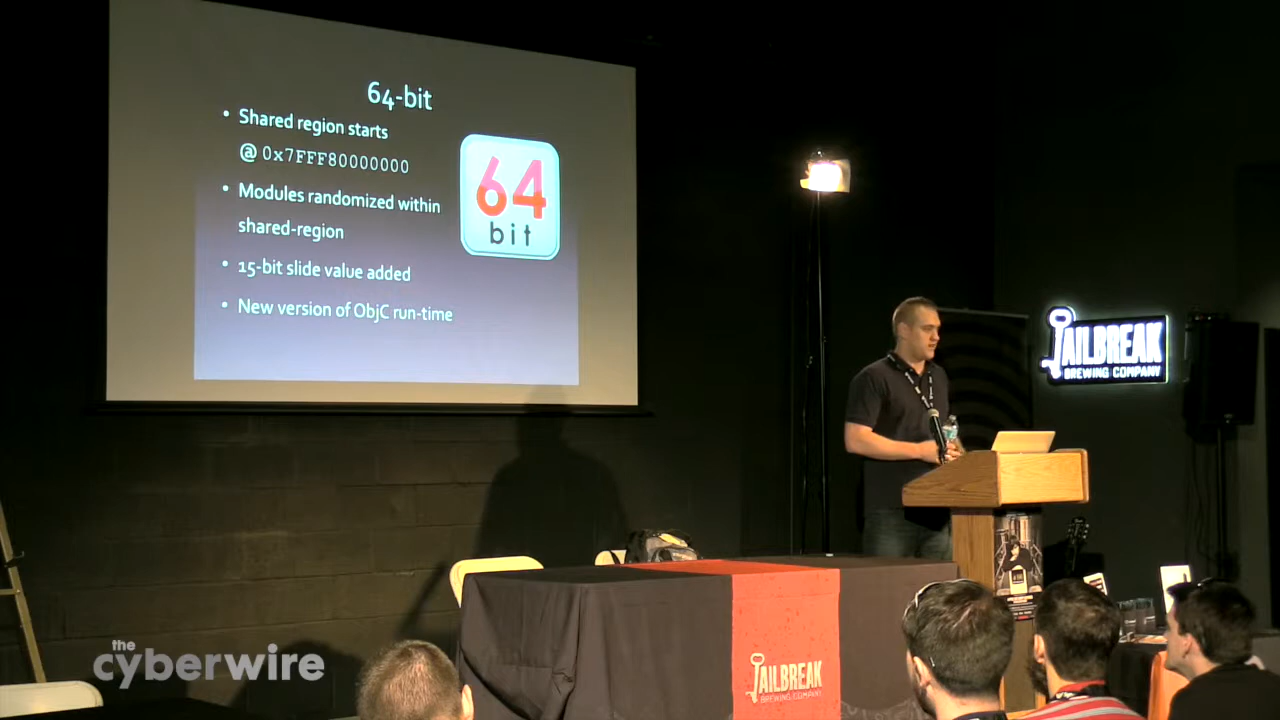 64-bit
• Shared region starts
@ 0x7FFF80000000
• Modules randomized within
shared-region
• 15-bit slide value added
• New version of ObjC run-time
64
bit
JAILBREAK
BREWING COMPANY
the
cyberwire
JAILBREAK
BREWING COMPANY